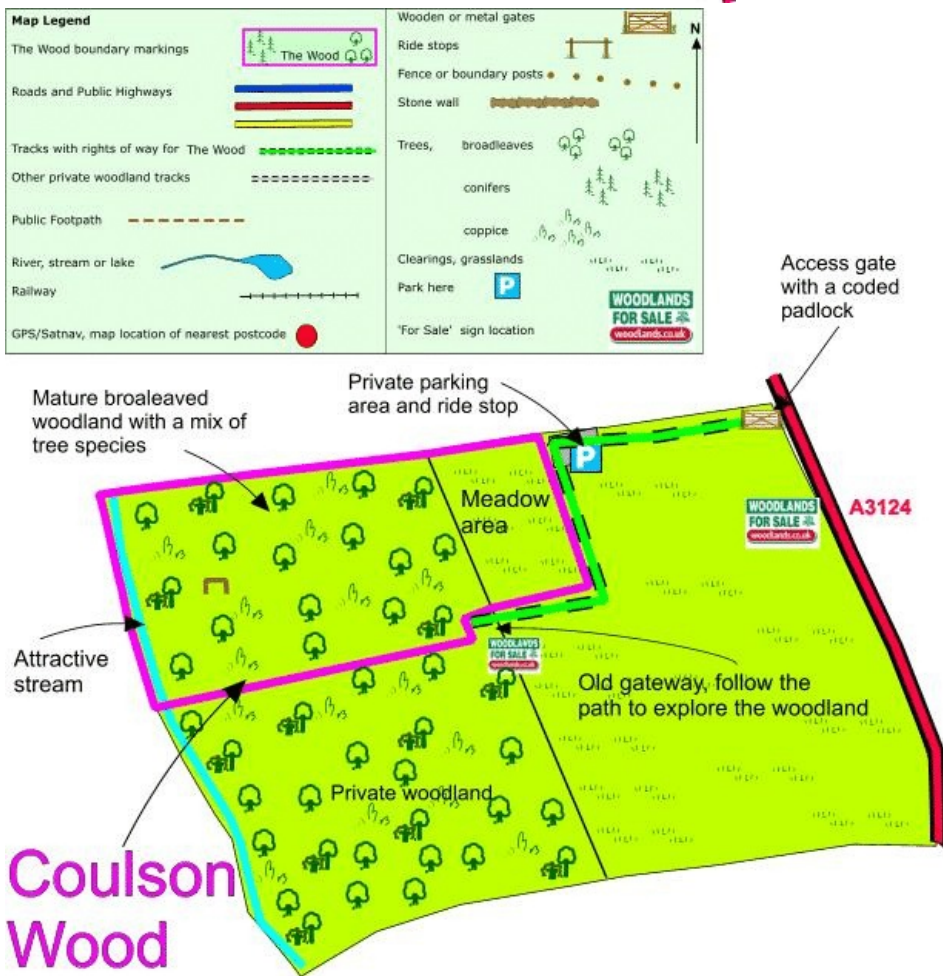 Map Legend
The Wood boundary markings
The Wood
Roads and Public Highways
Tracks with rights of way for The Wood
Other private woodland tracks
Public Footpath
River, stream or lake
Railway
GPS/Satnav, map location of nearest postcode
Wooden or metal gates
N
Ride stops
Fence or boundary posts
Stone wall
Trees, broadleaves
conifers
coppice
Clearings, grasslands
Park here
P
'For Sale' sign location
WOODLANDS
FOR SALE
woodlands.co.uk
Access gate
with a coded
padlock
Private parking
area and ride stop
Mature broaleaved
woodland with a mix of
tree species
P
Meadow
area
WOODLANDS
FOR SALE
woodlands.co.uk
A3124
Attractive
stream
WOODLANDS
FOR SALE
woodlands.co.uk
Old gateway, follow the
path to explore the woodland
Private woodland
Coulson
Wood